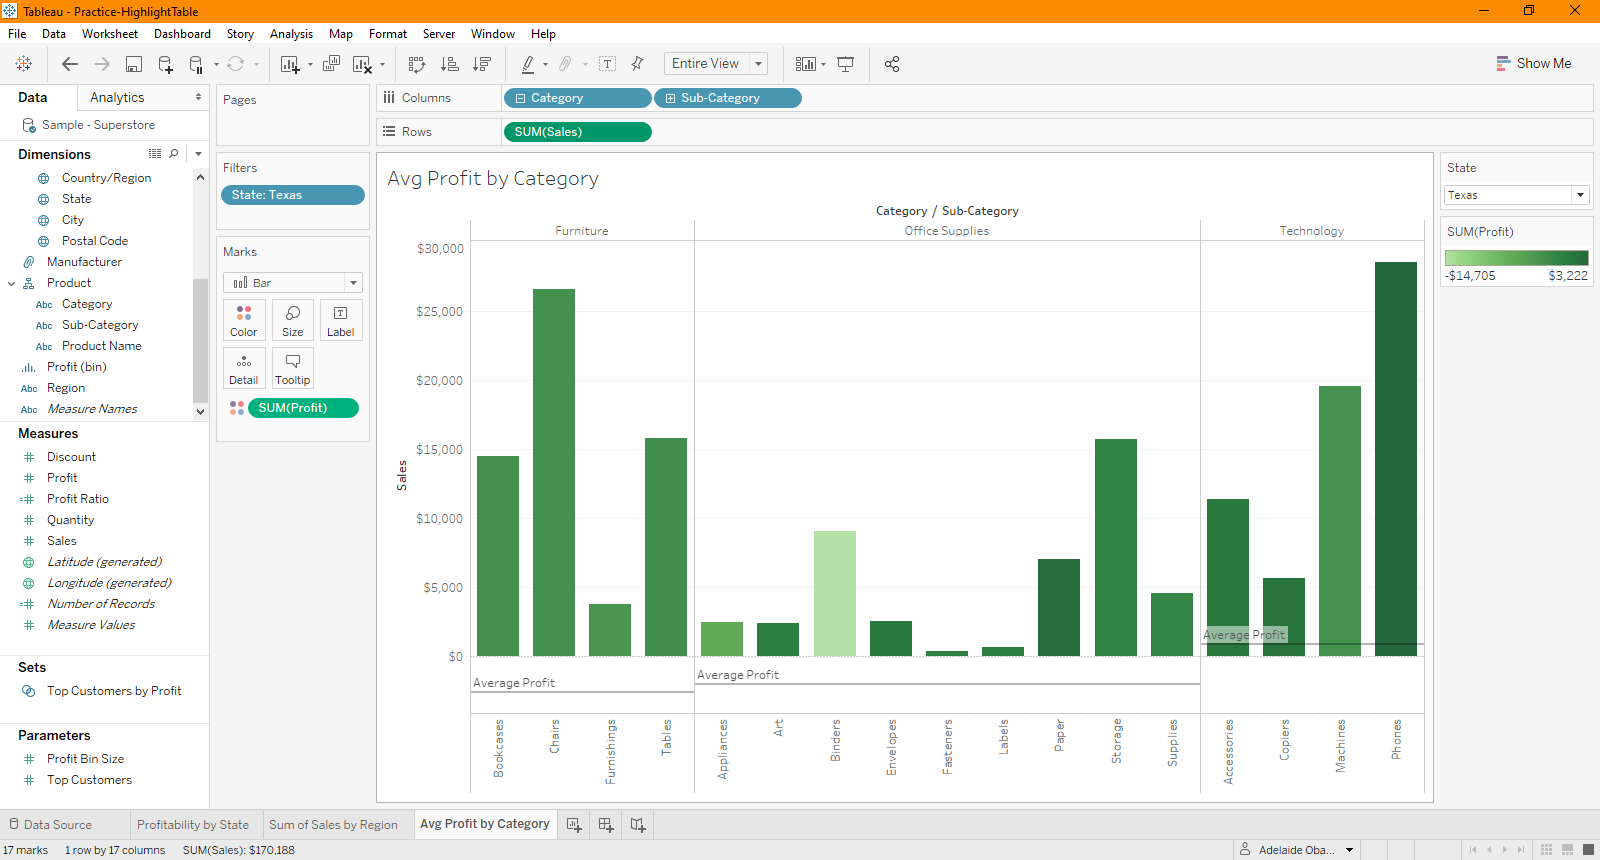 Tableau - Practice-HighlightTable
File Data Worksheet Dashboard Story Analysis Map Format Server Window Help
Entire View
Show Me
Data Analytics
Sample - Superstore
Dimensions
Country/Region
State
City
Postal Code
Manufacturer
Product
Abc Category
Abc Sub-Category
Abc Product Name
Profit (bin)
Abc Region
Abc Measure Names
Measures
Discount
Profit
Profit Ratio
Quantity
Sales
Latitude (generated)
Longitude (generated)
Number of Records
Measure Values
Sets
Top Customers by Profit
Parameters
Profit Bin Size
Top Customers
Pages
Filters
State: Texas
Marks
Bar
Color Size Label
Detail Tooltip
SUM(Profit)
Columns Category Sub-Category
Rows SUM(Sales)
Avg Profit by Category
Category / Sub-Category
Furniture Office Supplies Technology
$30,000
$25,000
$20,000
$15,000
$10,000
$5,000
$0
Sales
Average Profit
Average Profit
Average Profit
Bookcases
Chairs
Furnishings
Tables
Appliances
Art
Binders
Envelopes
Fasteners
Labels
Paper
Storage
Supplies
Accessories
Copiers
Machines
Phones
State
Texas
SUM(Profit)
-$14,705 $3,222
Data Source Profitability by State Sum of Sales by Region Avg Profit by Category
17 marks 1 row by 17 columns SUM(Sales): $170,188 Adelaide Oba...